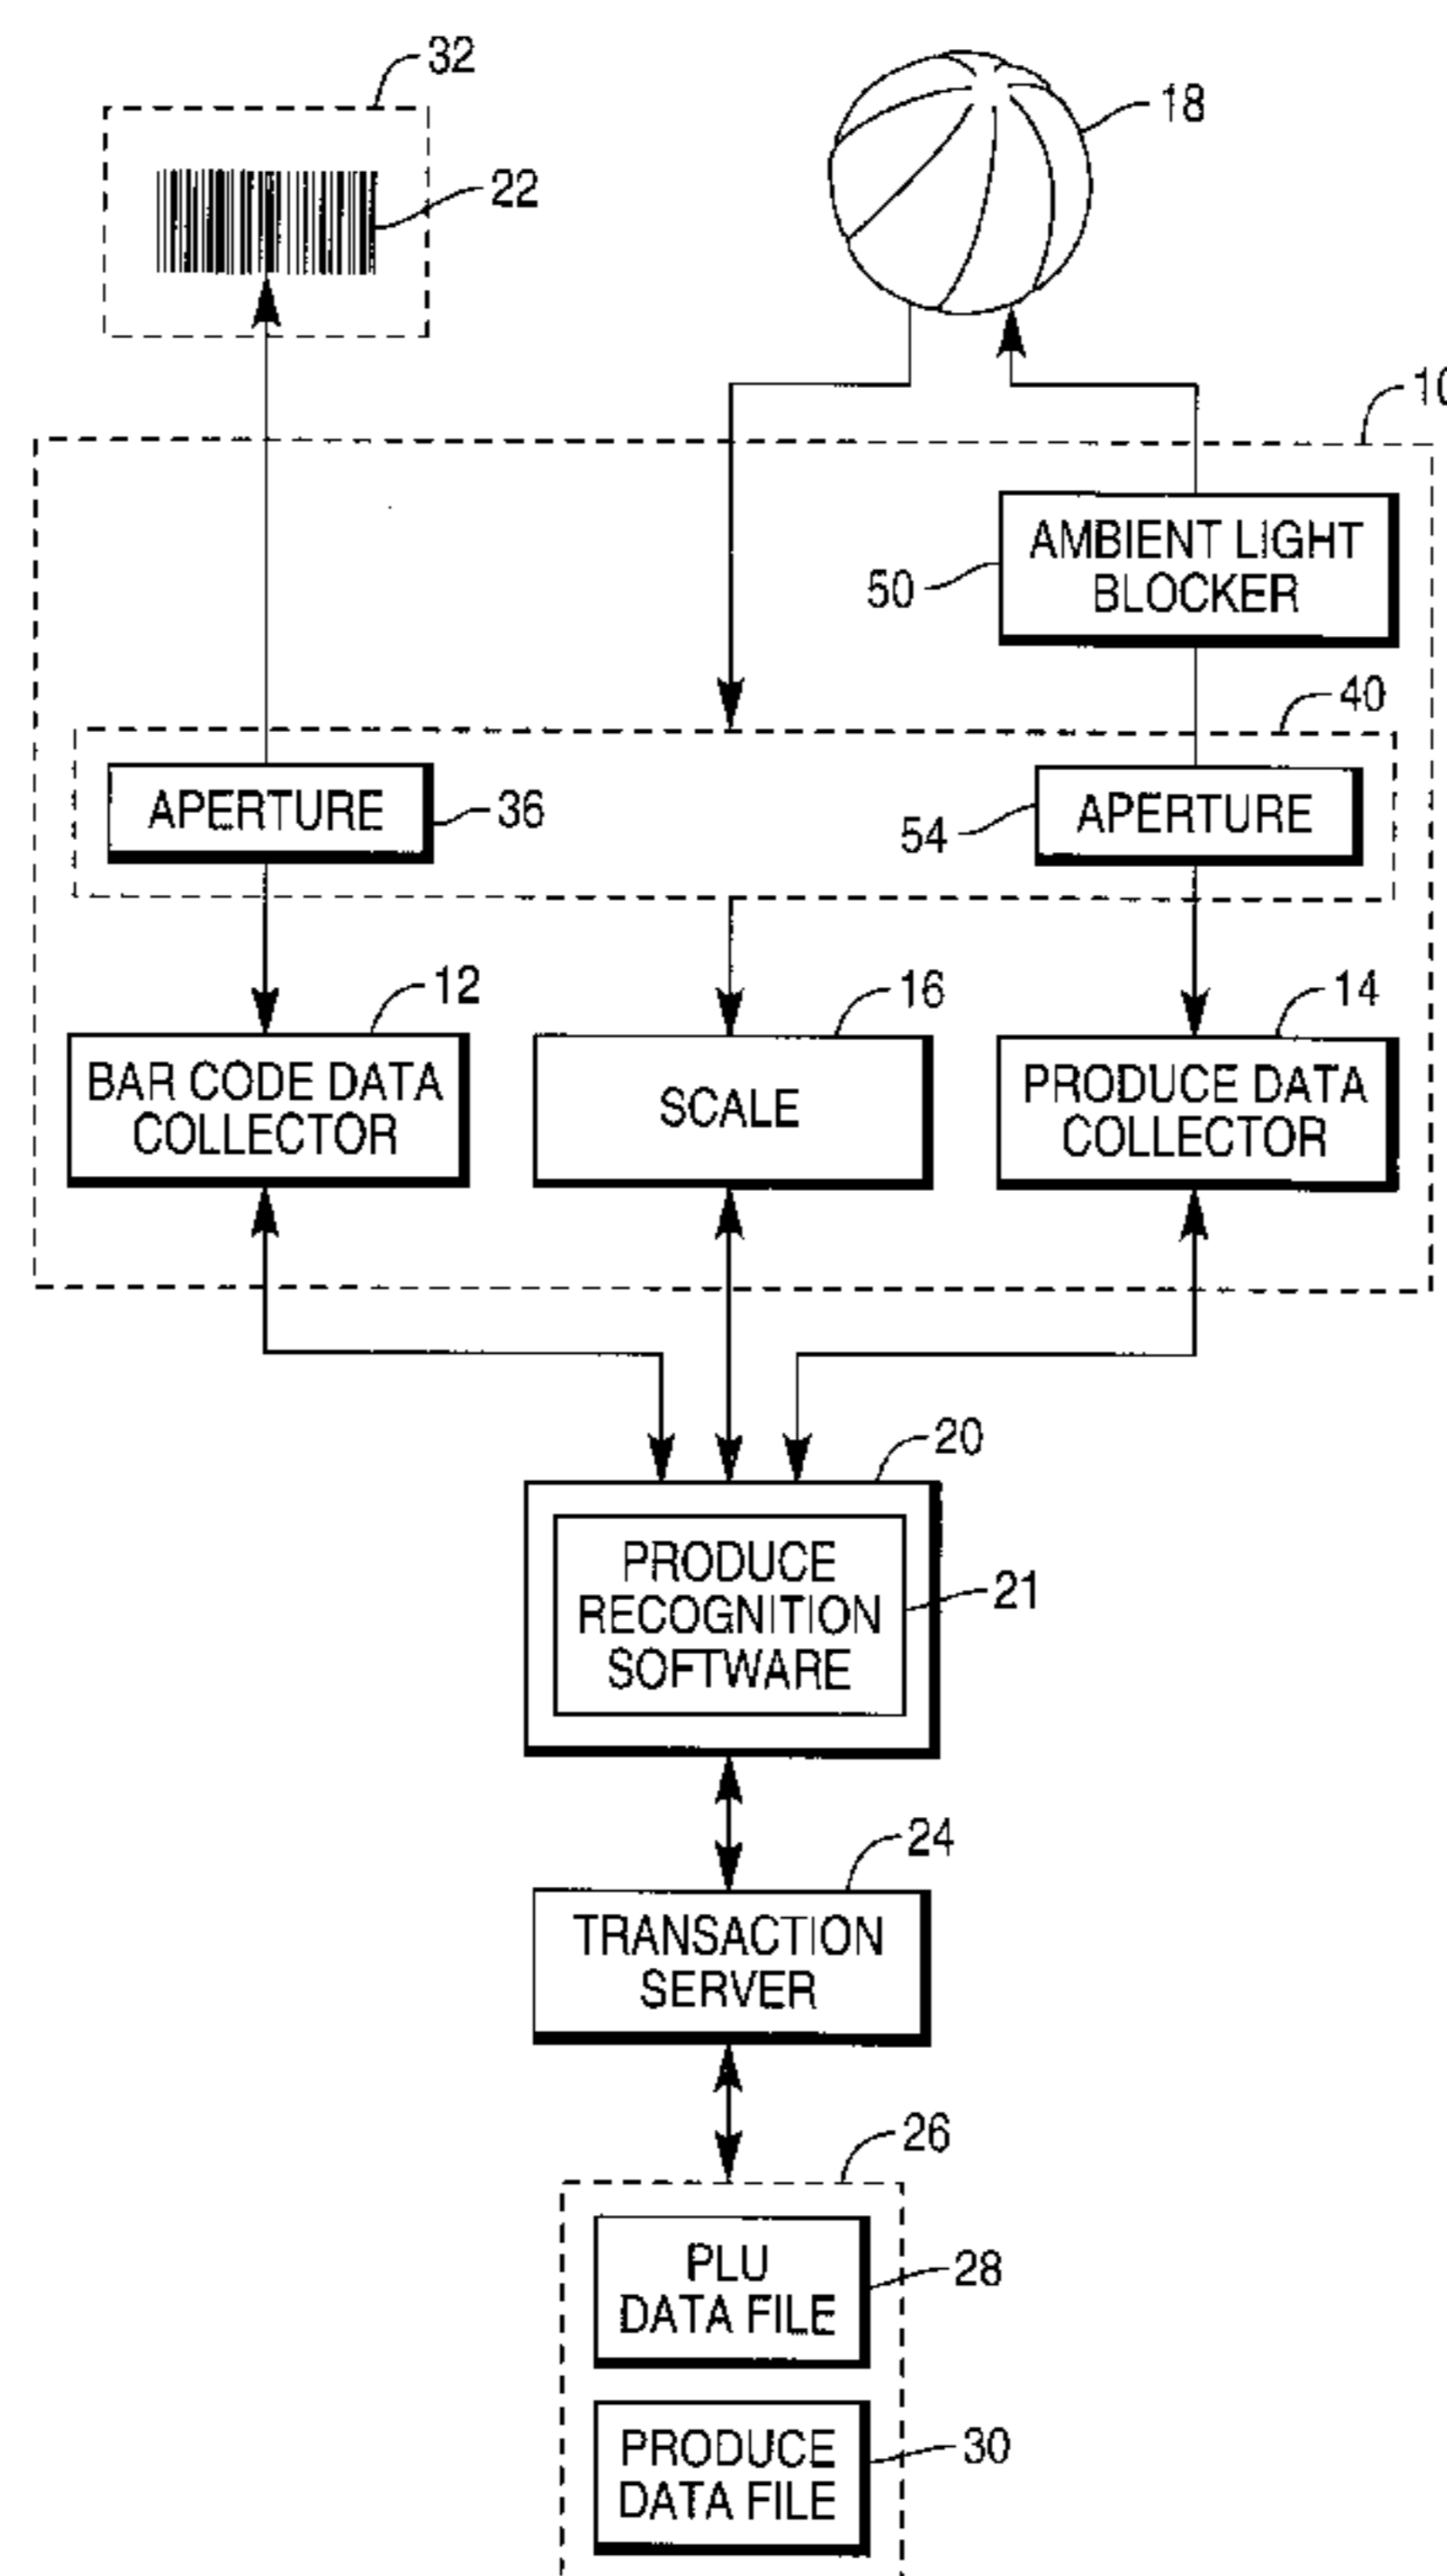 32
18
22
10
AMBIENT LIGHT
BLOCKER
50
40
APERTURE
36
54
APERTURE
12
16
14
BAR CODE DATA
COLLECTOR
SCALE
PRODUCE DATA
COLLECTOR
20
PRODUCE
RECOGNITION
SOFTWARE
21
24
TRANSACTION
SERVER
26
PLU
DATA FILE
28
PRODUCE
DATA FILE
30